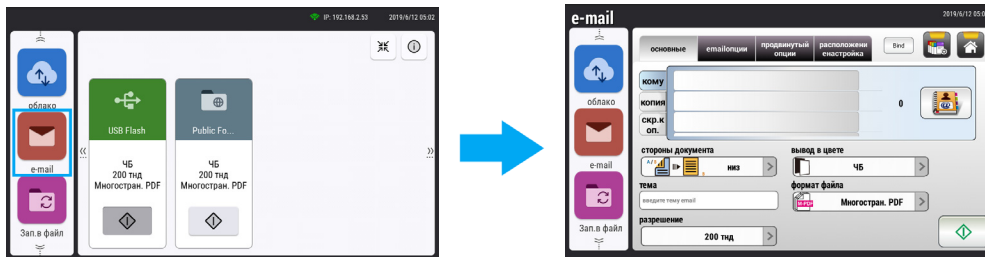 IP: 192.168.2.53 2019/6/12 05:02
облако
e-mail
Зап.в файл
USB Flash
ЧБ
200 тнд
Многостран. PDF
Public Fo...
ЧБ
200 тнд
Многостран. PDF
e-mail
2019/6/12 05:0
облако
e-mail
Зап.в файл
основные
emailопции
продвинутый
опции
расположени
енастройка
Bind
кому
копия
скр.к
оп.
0
стороны документа
низ
вывод в цвете
ЧБ
тема
введите тему email
формат файла
M-PDF
Многостран. PDF
разрешение
200 тнд